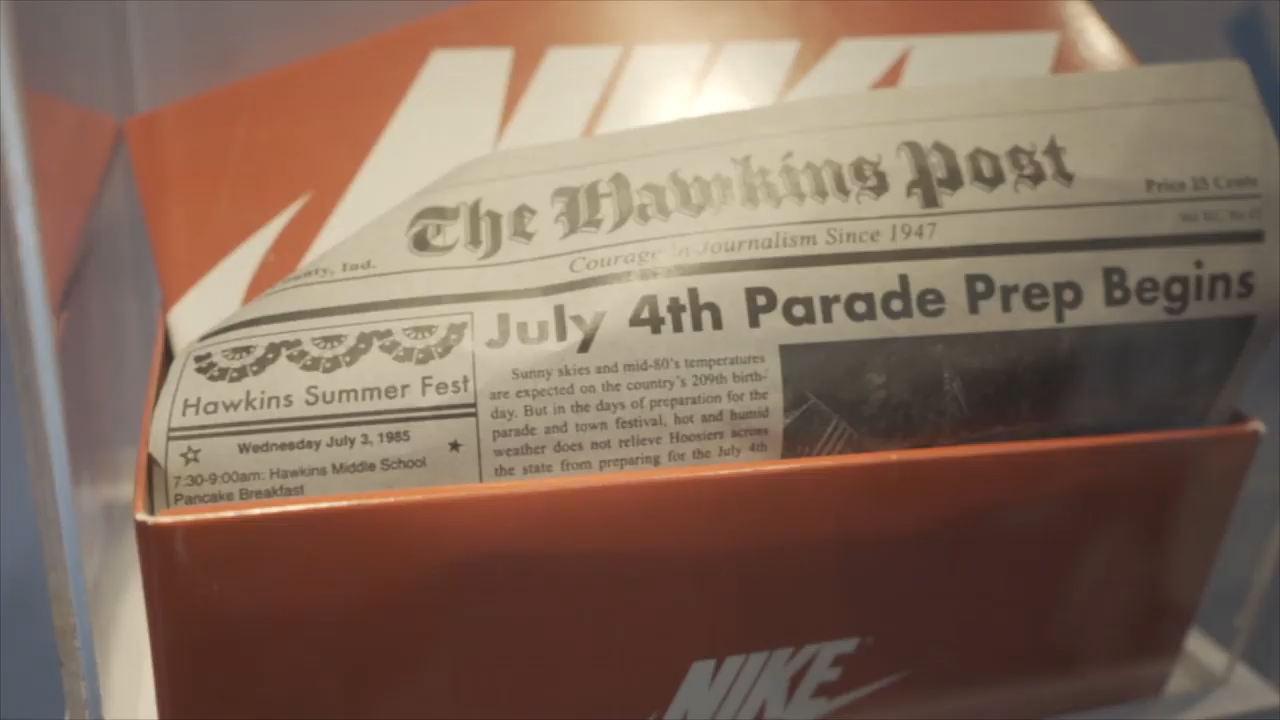 NIKE
The Hawkins Post
Price 25 Cents
Ind.
Courage in Journalism Since 1947
July 4th Parade Prep Begins
Hawkins Summer Fest
Wednesday July 3, 1985
7:30-9:00am: Hawkins Middle School
Pancake Breakfast
Sunny skies and mid-80's temperatures
are expected on the country's 209th birth-
day. But in the days of preparation for the
parade and town festival, hot and humid
weather does not relieve Hoosiers across
the state from preparing for the July 4th
NIKE